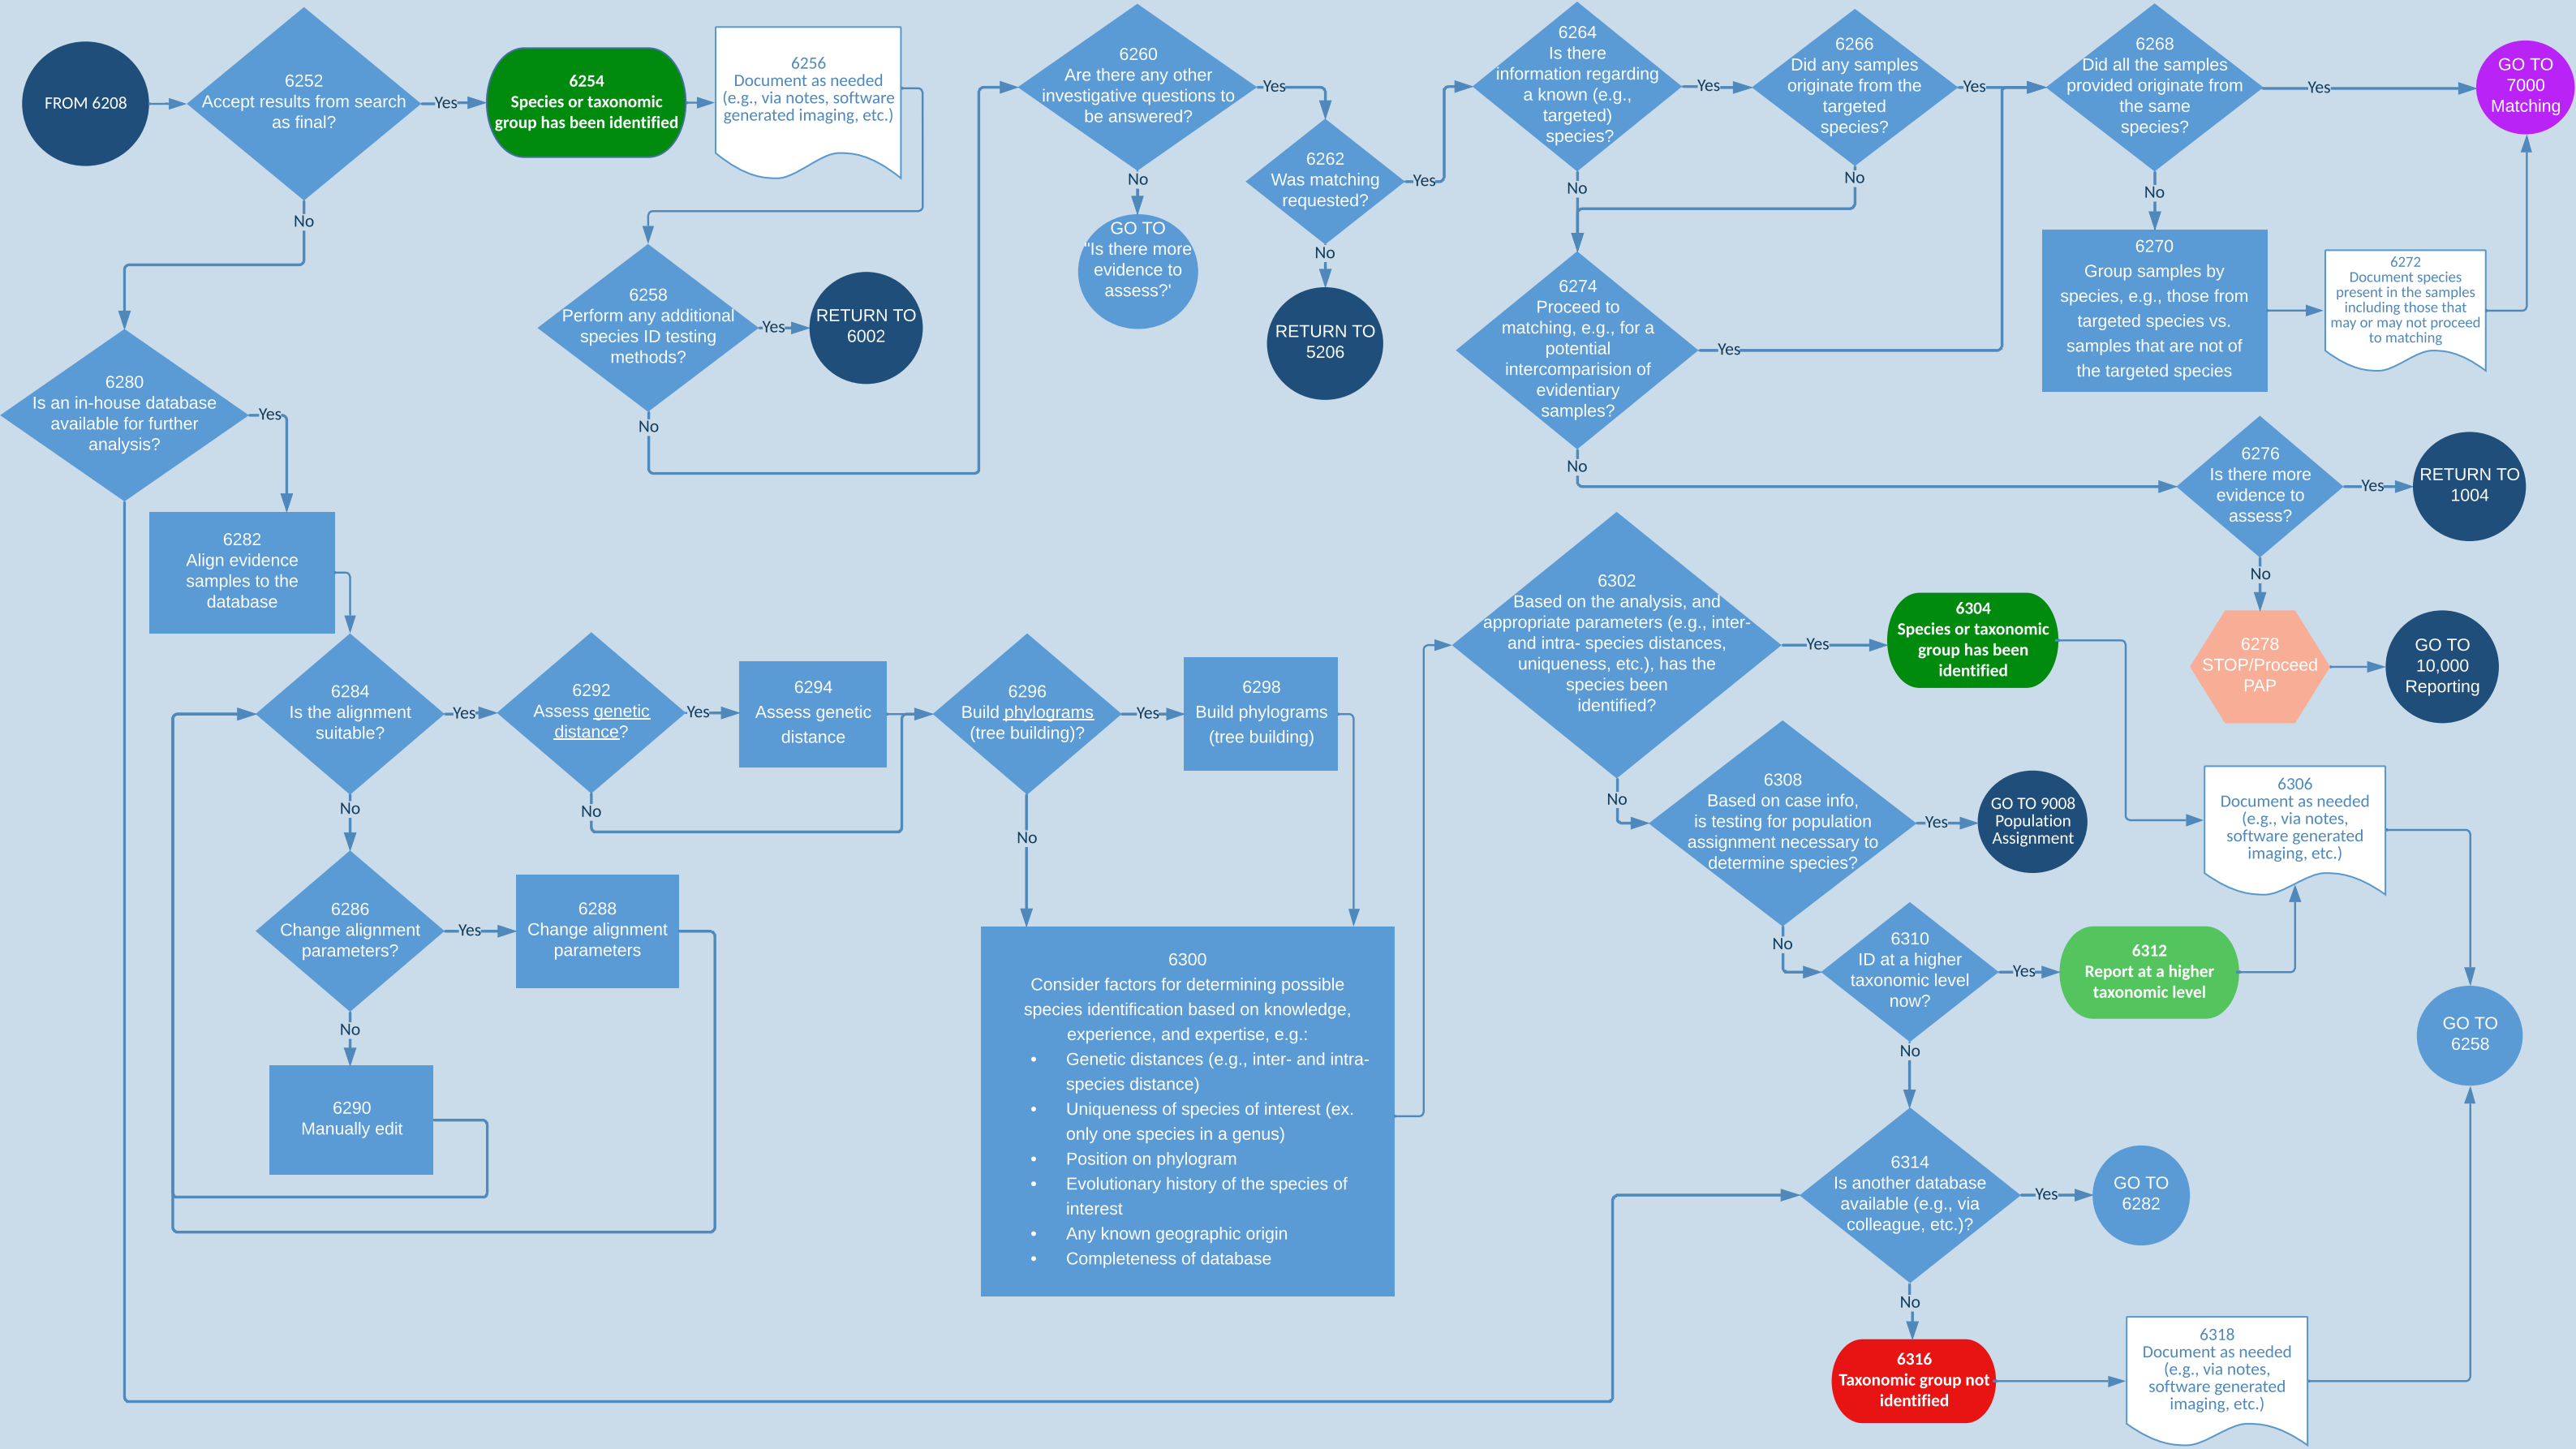 FROM 6208
6252
Accept results from search
as final?
Yes
No
6254
Species or taxonomic
group has been identified
6256
Document as needed
(e.g., via notes, software
generated imaging, etc.)
6258
Perform any additional
species ID testing
methods?
Yes
No
RETURN TO
6002
6260
Are there any other
investigative questions to
be answered?
Yes
No
GO TO
"Is there more
evidence to
assess?'
6262
Was matching
requested?
Yes
No
RETURN TO
5206
6264
Is there
information regarding
a known (e.g.,
targeted)
species?
Yes
No
6266
Did any samples
originate from the
targeted
species?
Yes
No
6268
Did all the samples
provided originate from
the same
species?
Yes
No
GO TO
7000
Matching
6270
Group samples by
species, e.g., those from
targeted species vs.
samples that are not of
the targeted species
6272
Document species
present in the samples
including those that
may or may not proceed
to matching
6274
Proceed to
matching, e.g., for a
potential
intercomparision of
evidentiary
samples?
Yes
No
6276
Is there more
evidence to
assess?
Yes
No
RETURN TO
1004
6278
STOP/Proceed
PAP
GO TO
10,000
Reporting
6280
Is an in-house database
available for further
analysis?
Yes
6282
Align evidence
samples to the
database
6284
Is the alignment
suitable?
Yes
No
6286
Change alignment
parameters?
Yes
No
6288
Change alignment
parameters
6290
Manually edit
6292
Assess genetic
distance?
Yes
No
6294
Assess genetic
distance
6296
Build phylograms
(tree building)?
Yes
No
6298
Build phylograms
(tree building)
6300
Consider factors for determining possible
species identification based on knowledge,
experience, and expertise, e.g.:
• Genetic distances (e.g., inter- and intra-
species distance)
• Uniqueness of species of interest (ex.
only one species in a genus)
• Position on phylogram
• Evolutionary history of the species of
interest
• Any known geographic origin
• Completeness of database
6302
Based on the analysis, and
appropriate parameters (e.g., inter-
and intra- species distances,
uniqueness, etc.), has the
species been
identified?
Yes
No
6304
Species or taxonomic
group has been
identified
6306
Document as needed
(e.g., via notes,
software generated
imaging, etc.)
6308
Based on case info,
is testing for population
assignment necessary to
determine species?
Yes
No
GO TO 9008
Population
Assignment
6310
ID at a higher
taxonomic level
now?
Yes
No
6312
Report at a higher
taxonomic level
GO TO
6258
6314
Is another database
available (e.g., via
colleague, etc.)?
Yes
No
GO TO
6282
6316
Taxonomic group not
identified
6318
Document as needed
(e.g., via notes,
software generated
imaging, etc.)